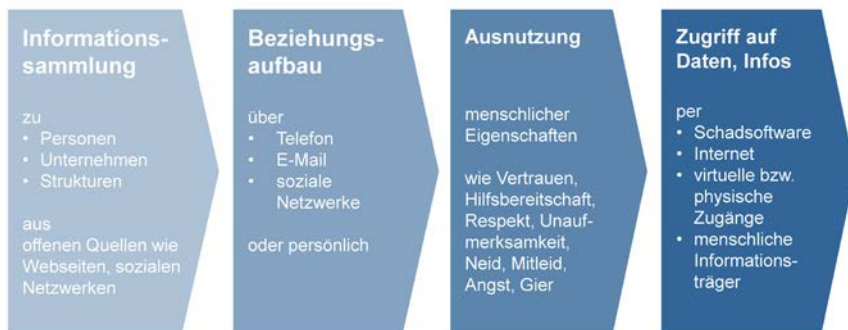 Informations-
sammlung
zu
• Personen
• Unternehmen
• Strukturen
aus
offenen Quellen wie
Webseiten, sozialen
Netzwerken
Beziehungs-
aufbau
über
• Telefon
• E-Mail
• soziale
Netzwerke
oder persönlich
Ausnutzung
menschlicher
Eigenschaften
wie Vertrauen,
Hilfsbereitschaft,
Respekt, Unauf-
merksamkeit,
Neid, Mitleid,
Angst, Gier
Zugriff auf
Daten, Infos
per
• Schadsoftware
• Internet
• virtuelle bzw.
physische
Zugänge
• menschliche
Informations-
träger